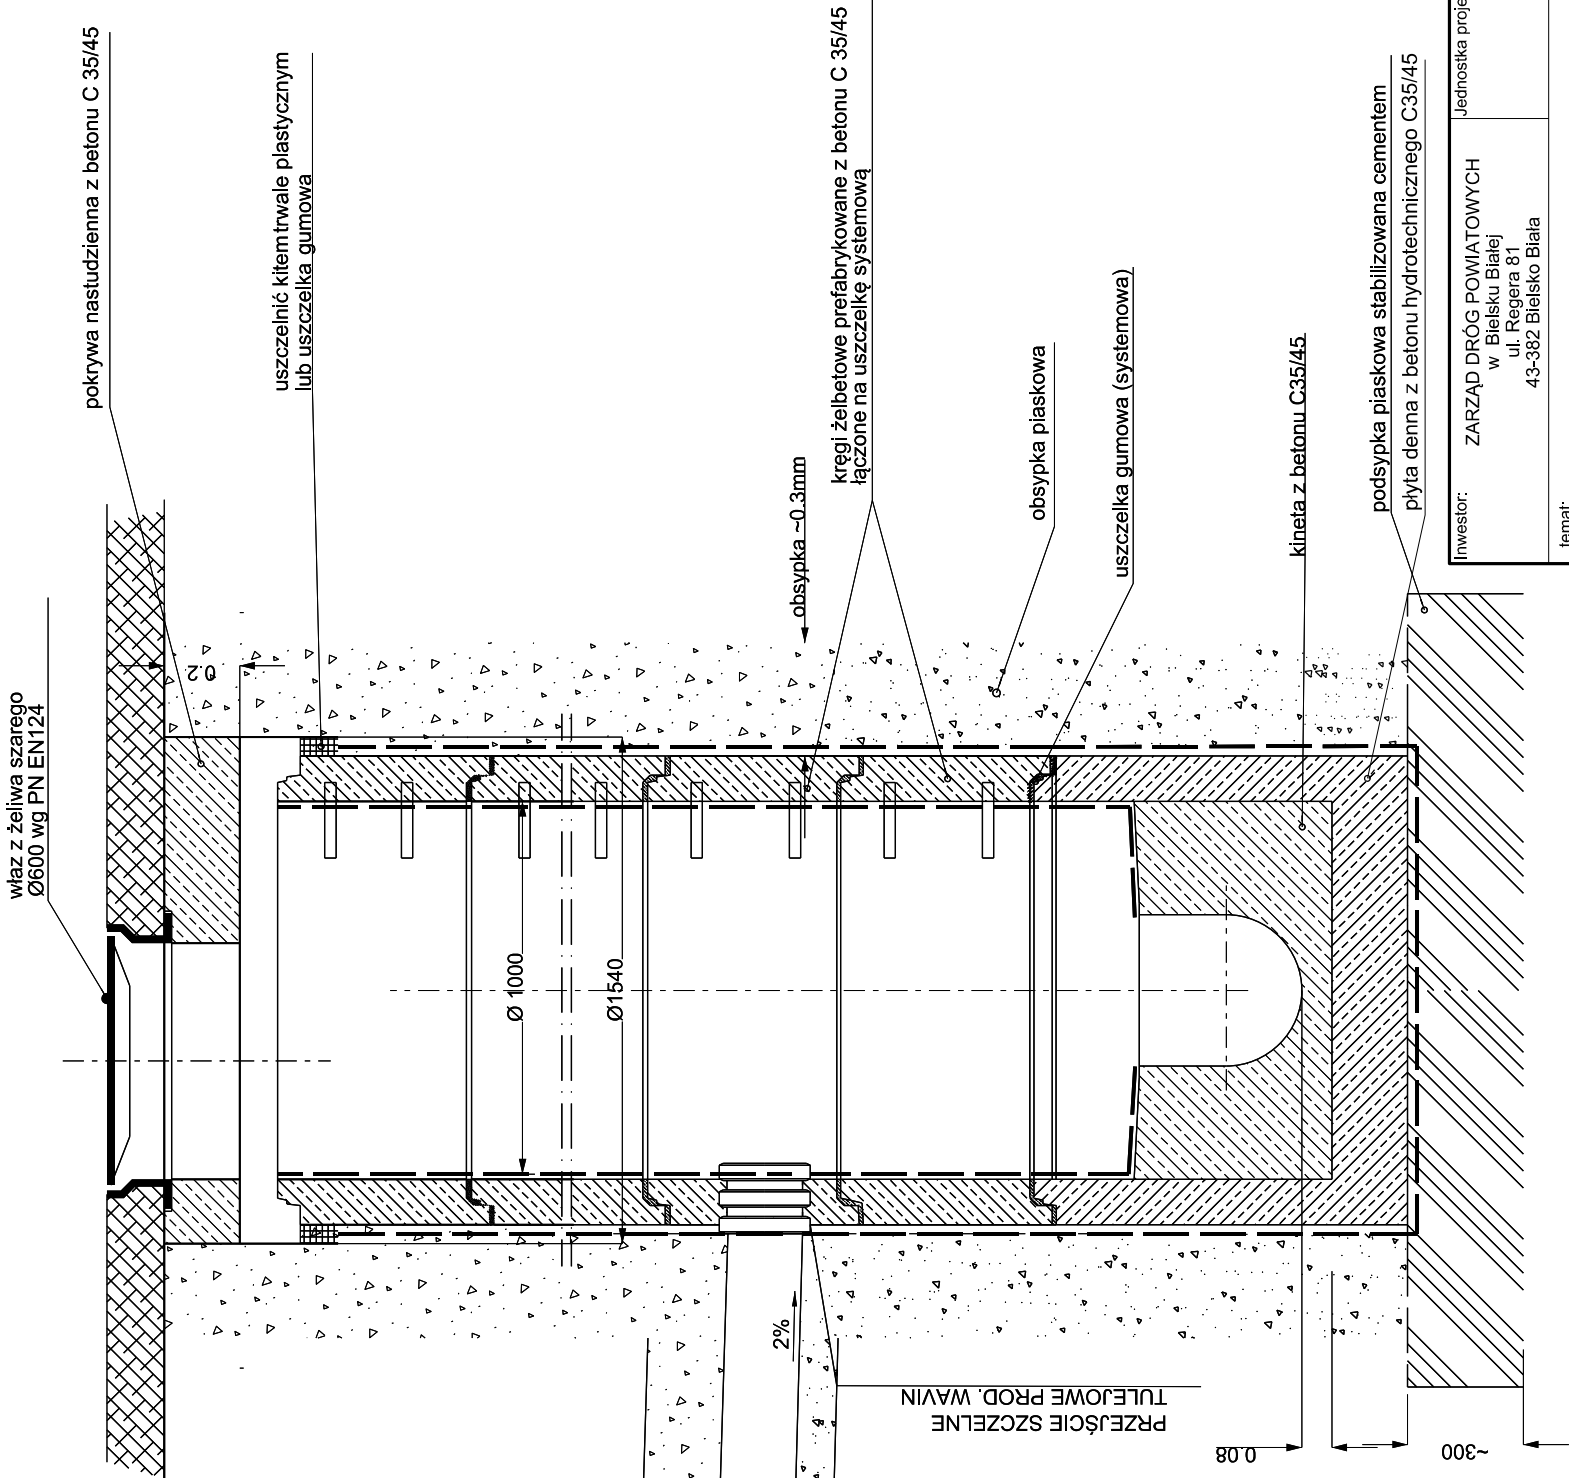 właz z żeliwa szarego
Ø600 wg PN EN124
pokrywa nastudzienna z betonu C 35/45
0.2
uszczelnić kitem trwale plastycznym
lub uszczelka gumowa
Ø 1000
Ø1540
obsypka ~0.3mm
kręgi żelbetowe prefabrykowane z betonu C 35/45
łączone na uszczelkę systemową
obsypka piaskowa
uszczelka gumowa (systemowa)
kineta z betonu C35/45
podsypka piaskowa stabilizowana cementem
płyta denna z betonu hydrotechnicznego C35/45
2%
PRZEJŚCIE SZCZELNE
TULEJOWE PROD. WAVIN
0.08
~300
Inwestor:
ZARZĄD DRÓG POWIATOWYCH
w Bielsku Białej
ul. Regera 81
43-382 Bielsko Biała
Jednostka proje
temat: